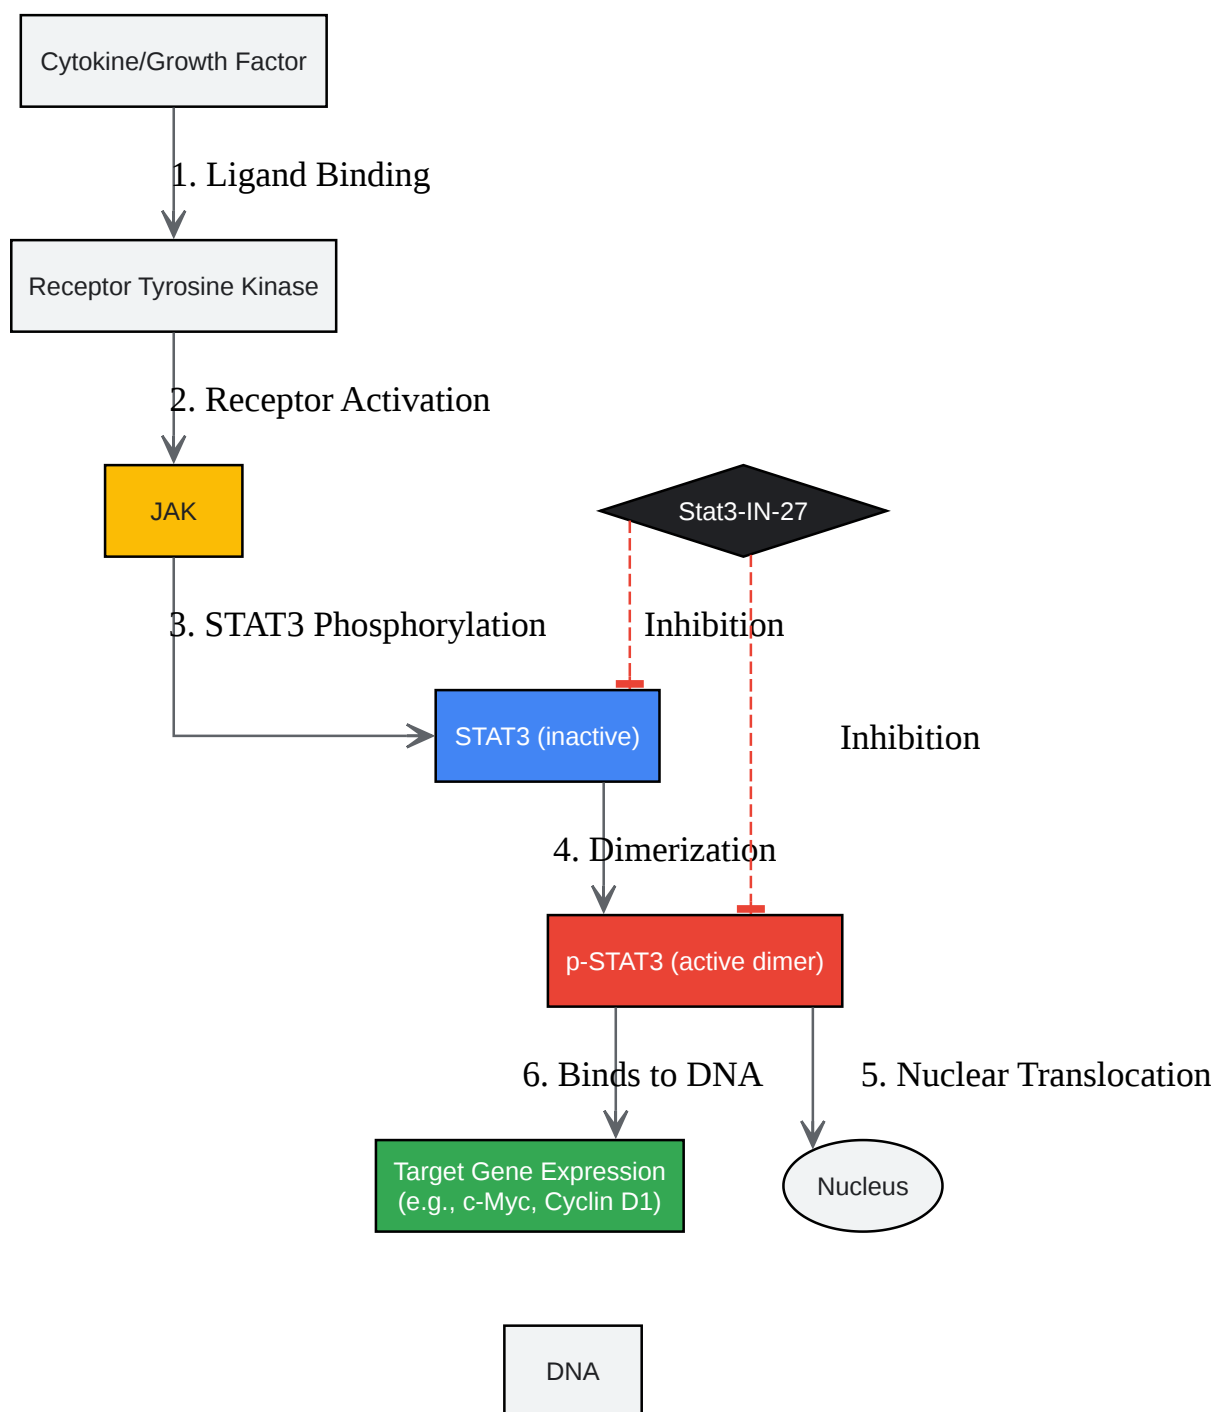 Cytokine/Growth Factor
1. Ligand Binding
Receptor Tyrosine Kinase
2. Receptor Activation
JAK
Stat3-IN-27
3. STAT3 Phosphorylation
Inhibition
STAT3 (inactive)
Inhibition
4. Dimerization
p-STAT3 (active dimer)
6. Binds to DNA
5. Nuclear Translocation
Target Gene Expression
(e.g., c-Myc, Cyclin D1)
Nucleus
DNA